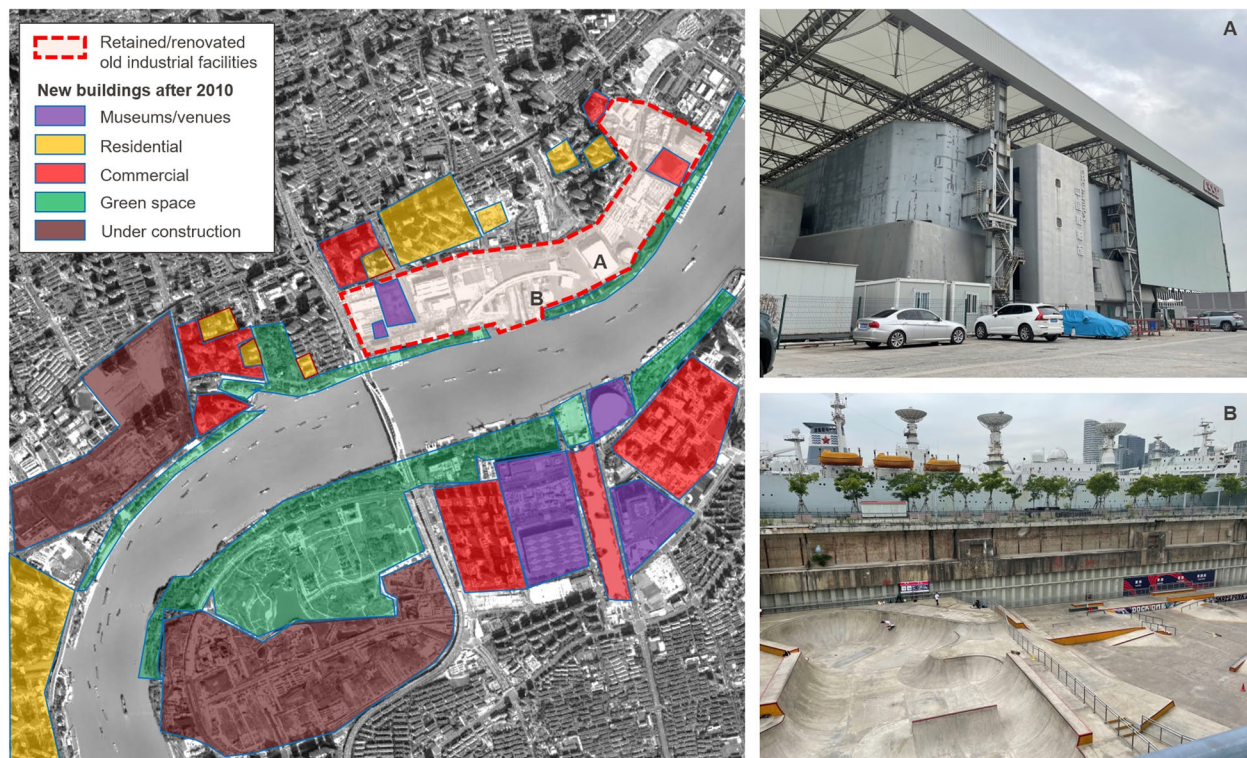 Retained/renovated
old industrial facilities
New buildings after 2010
Museums/venues
Residential
Commercial
Green space
Under construction
A
B
A
B